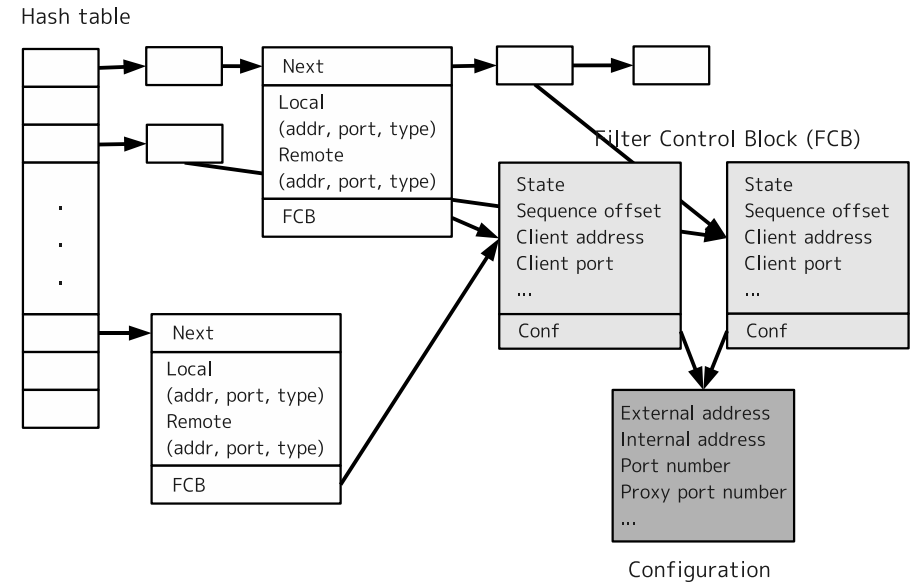 Hash table
Next
Local
(addr, port, type)
Remote
(addr, port, type)
FCB
Filter Control Block (FCB)
State
Sequence offset
Client address
Client port
...
Conf
State
Sequence offset
Client address
Client port
...
Conf
.
.
.
Next
Local
(addr, port, type)
Remote
(addr, port, type)
FCB
External address
Internal address
Port number
Proxy port number
...
Configuration